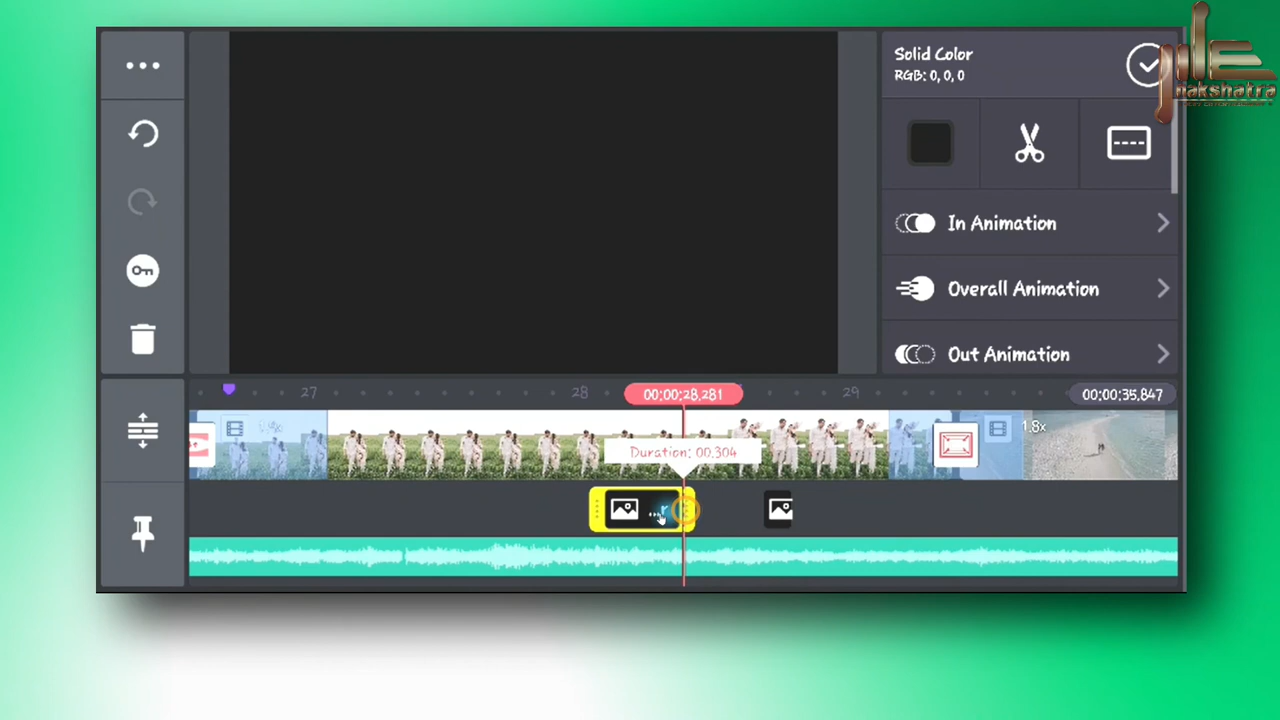 Solid Color
RGB: 0, 0, 0
nakshatra
In Animation
Overall Animation
Out Animation
27
28
00:00:28,281
29
00:00:35,847
1.8x
Duration: 00.304
...r